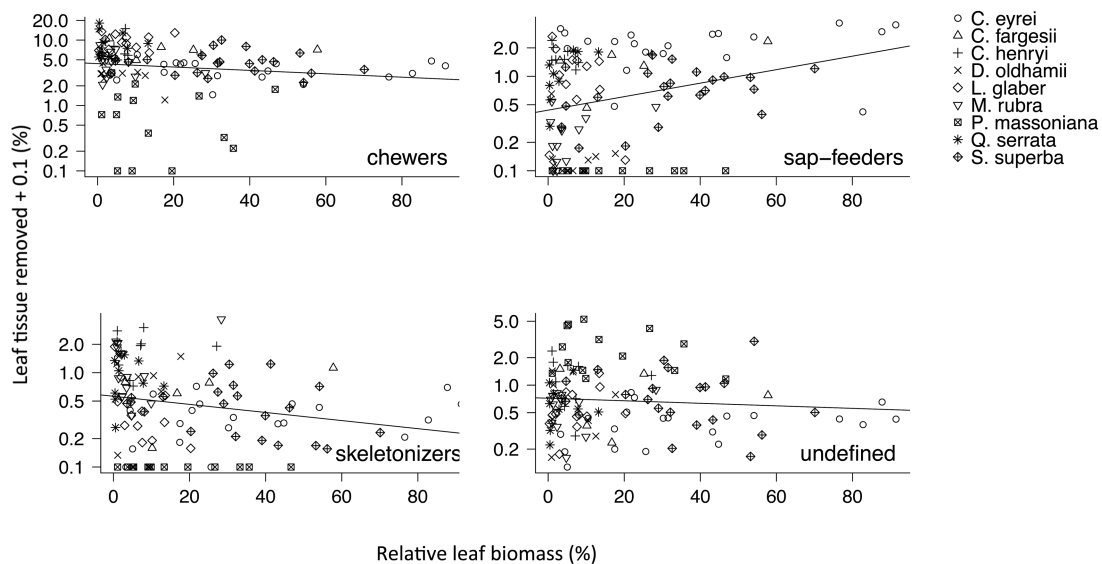 20.0
10.0
5.0
2.0
1.0
0.5
0.2
0.1
0 20 40 60 80
chewers
2.0
1.0
0.5
0.2
0.1
0 20 40 60 80
sap−feeders
C. eyrei
C. fargesii
C. henryi
D. oldhamii
L. glaber
M. rubra
P. massoniana
Q. serrata
S. superba
Leaf tissue removed + 0.1 (%)
2.0
1.0
0.5
0.2
0.1
0 20 40 60 80
skeletonizers
5.0
2.0
1.0
0.5
0.2
0 20 40 60 80
undefined
Relative leaf biomass (%)